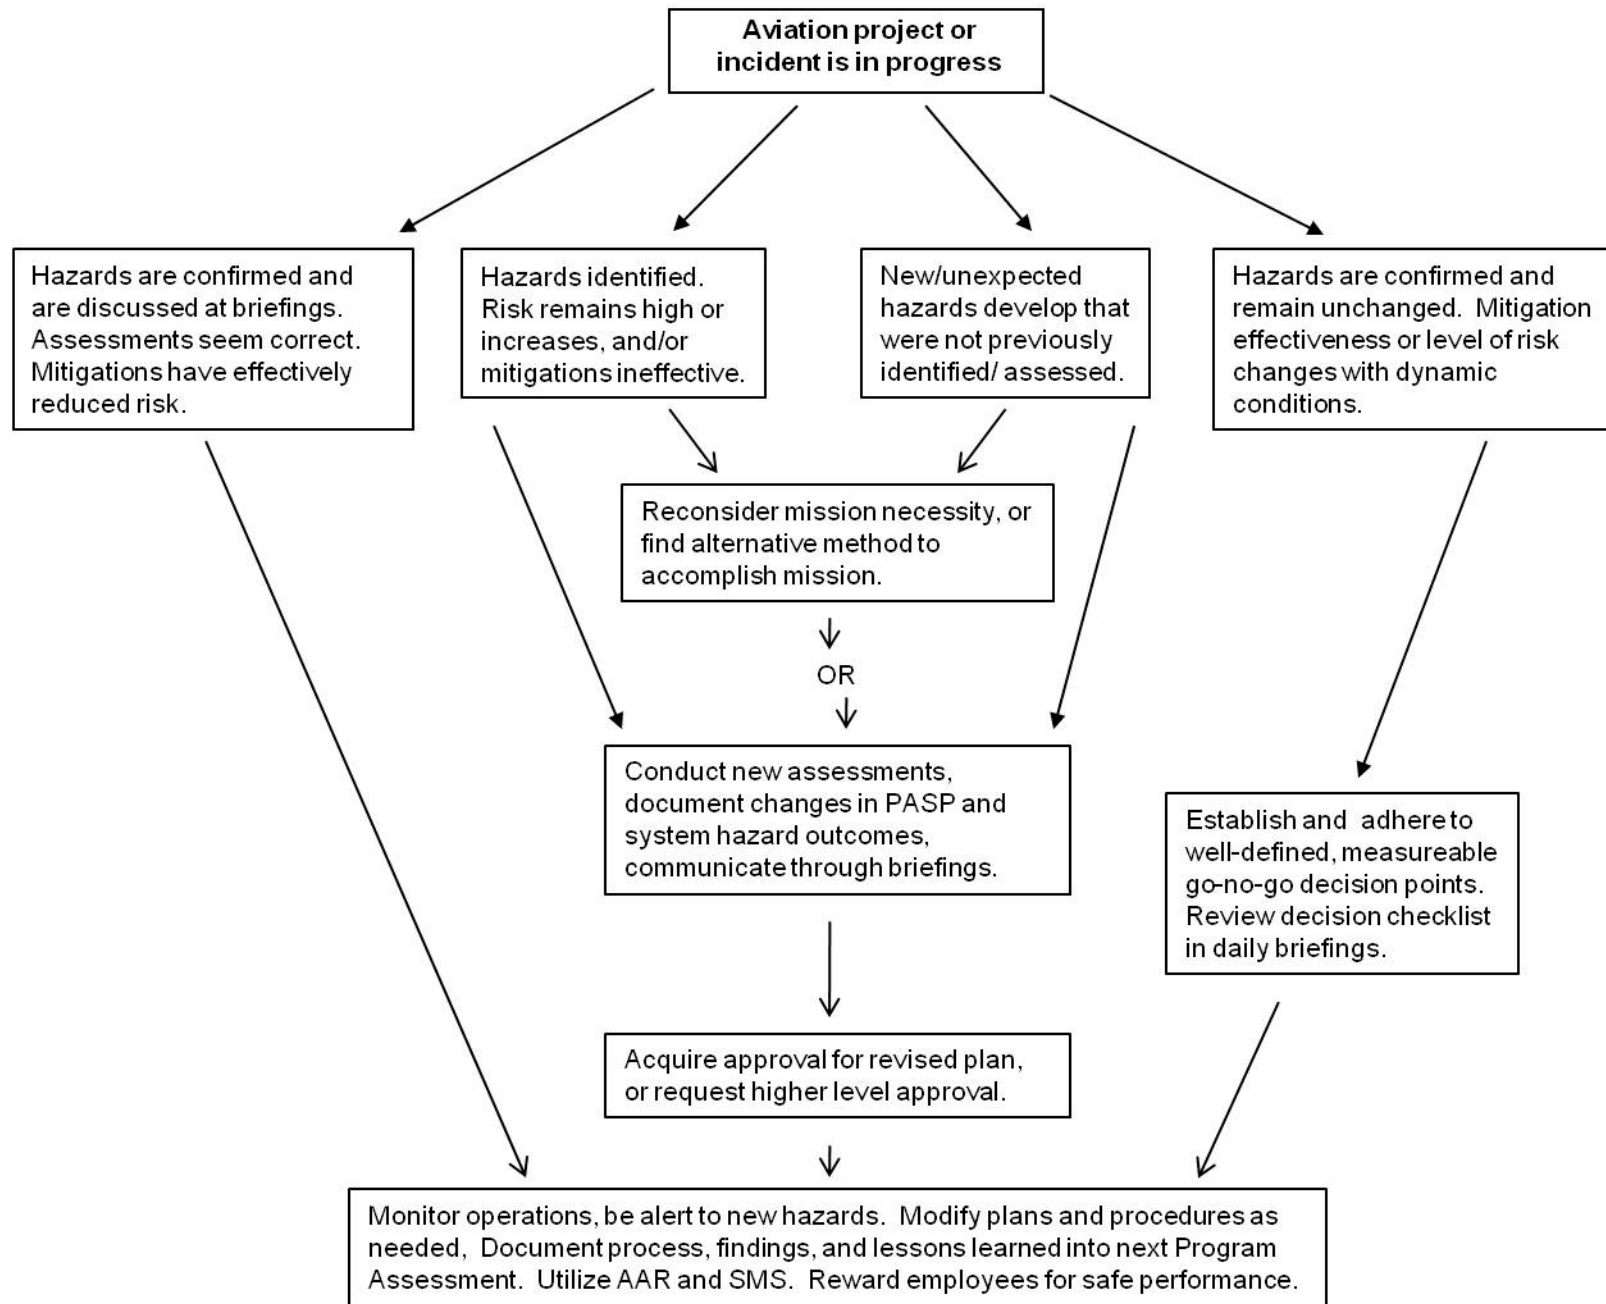 Aviation project or
incident is in progress
Hazards are confirmed and
are discussed at briefings.
Assessments seem correct.
Mitigations have effectively
reduced risk.
Hazards identified.
Risk remains high or
increases, and/or
mitigations ineffective.
New/unexpected
hazards develop that
were not previously
identified/ assessed.
Hazards are confirmed and
remain unchanged.  Mitigation
effectiveness or level of risk
changes with dynamic
conditions.
Reconsider mission necessity, or
find alternative method to
accomplish mission.
OR
Conduct new assessments,
document changes in PASP and
system hazard outcomes,
communicate through briefings.
Establish and  adhere to
well-defined, measureable
go-no-go decision points.
Review decision checklist
in daily briefings.
Acquire approval for revised plan,
or request higher level approval.
Monitor operations, be alert to new hazards.  Modify plans and procedures as
needed,  Document process, findings, and lessons learned into next Program
Assessment.  Utilize AAR and SMS.  Reward employees for safe performance.